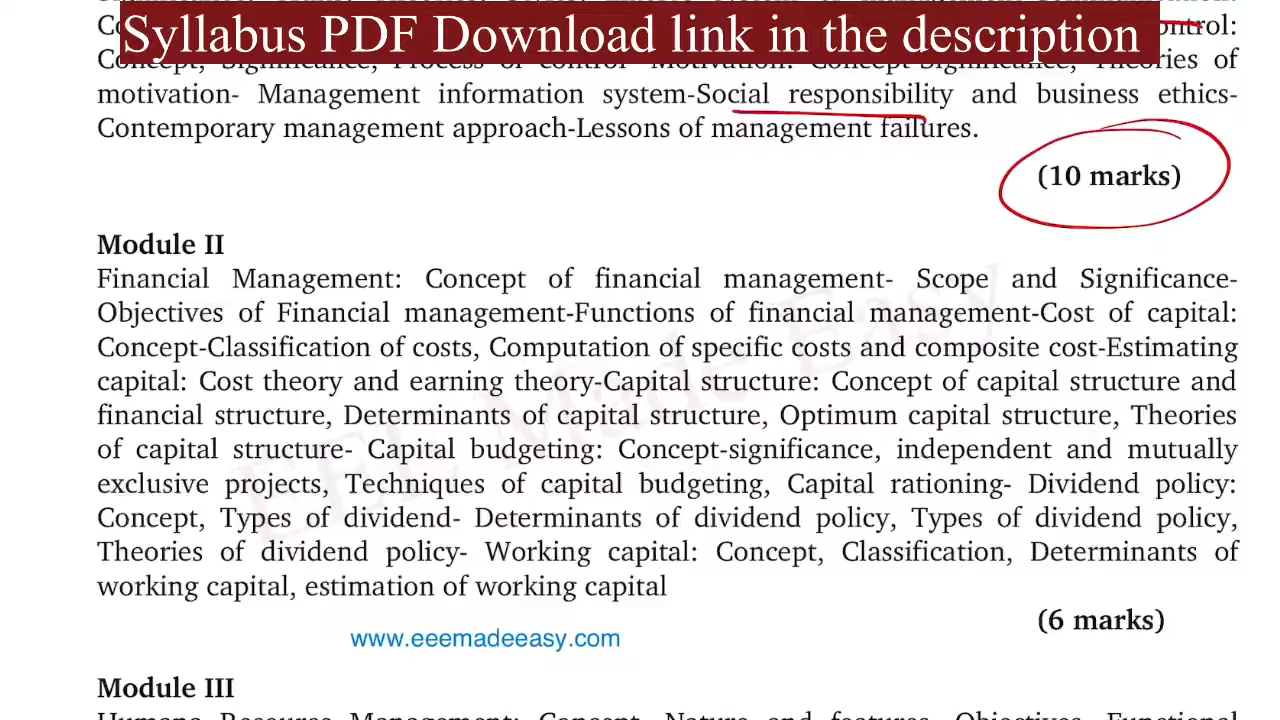 Syllabus PDF Download link in the description
motivation- Management information system-Social responsibility and business ethics-
Contemporary management approach-Lessons of management failures.
(10 marks)
Module II
Financial Management: Concept of financial management- Scope and Significance-
Objectives of Financial management-Functions of financial management-Cost of capital:
Concept-Classification of costs, Computation of specific costs and composite cost-Estimating
capital: Cost theory and earning theory-Capital structure: Concept of capital structure and
financial structure, Determinants of capital structure, Optimum capital structure, Theories
of capital structure- Capital budgeting: Concept-significance, independent and mutually
exclusive projects, Techniques of capital budgeting, Capital rationing- Dividend policy:
Concept, Types of dividend- Determinants of dividend policy, Types of dividend policy,
Theories of dividend policy- Working capital: Concept, Classification, Determinants of
working capital, estimation of working capital
(6 marks)
www.eeemadeeasy.com
Module III